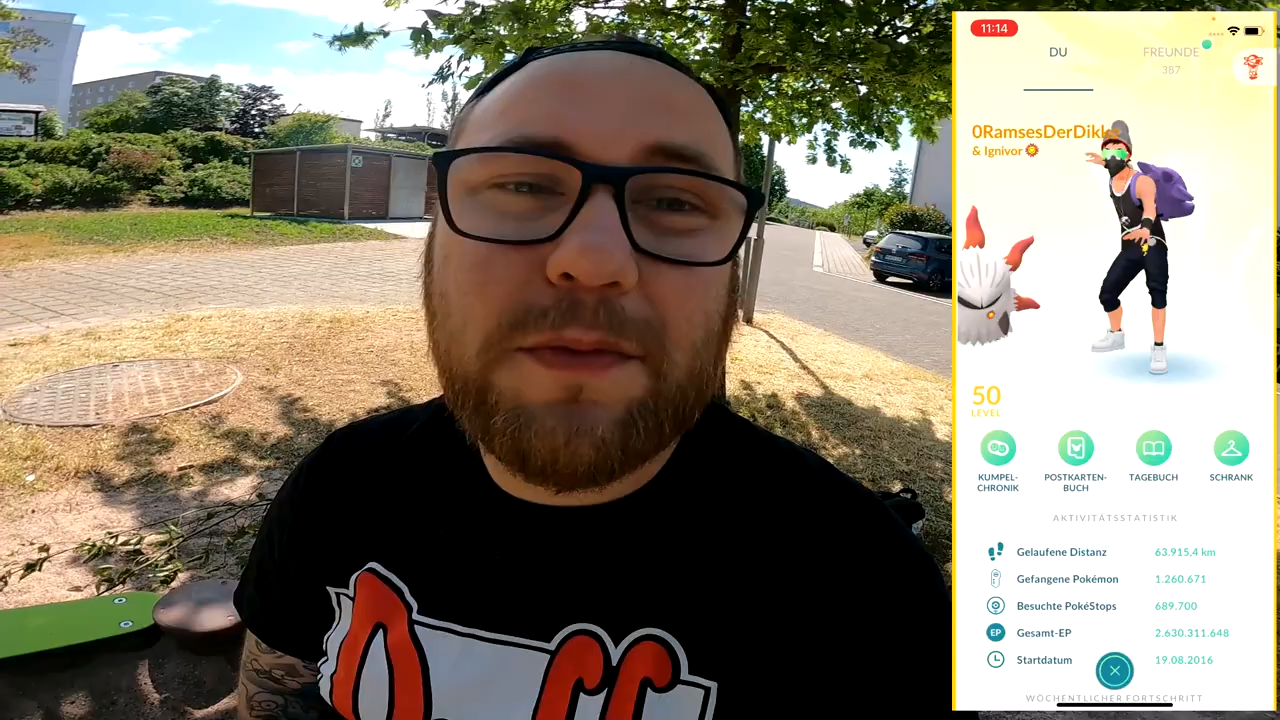 11:14
DU
FREUNDE
387
0RamsesDerDikke
& Ignivor
50
LEVEL
KUMPEL-
CHRONIK
POSTKARTEN-
BUCH
TAGEBUCH
SCHRANK
AKTIVITÄTSSTATISTIK
Gelaufene Distanz 63.915,4 km
Gefangene Pokémon 1.260.671
Besuchte PokéStops 689.700
EP Gesamt-EP 2.630.311.648
Startdatum 19.08.2016
WÖCHENTLICHER FORTSCHRITT